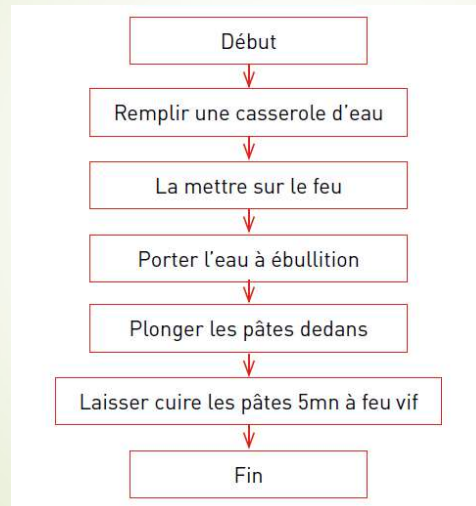 Début
Remplir une casserole d'eau
La mettre sur le feu
Porter l'eau à ébullition
Plonger les pâtes dedans
Laisser cuire les pâtes 5mn à feu vif
Fin